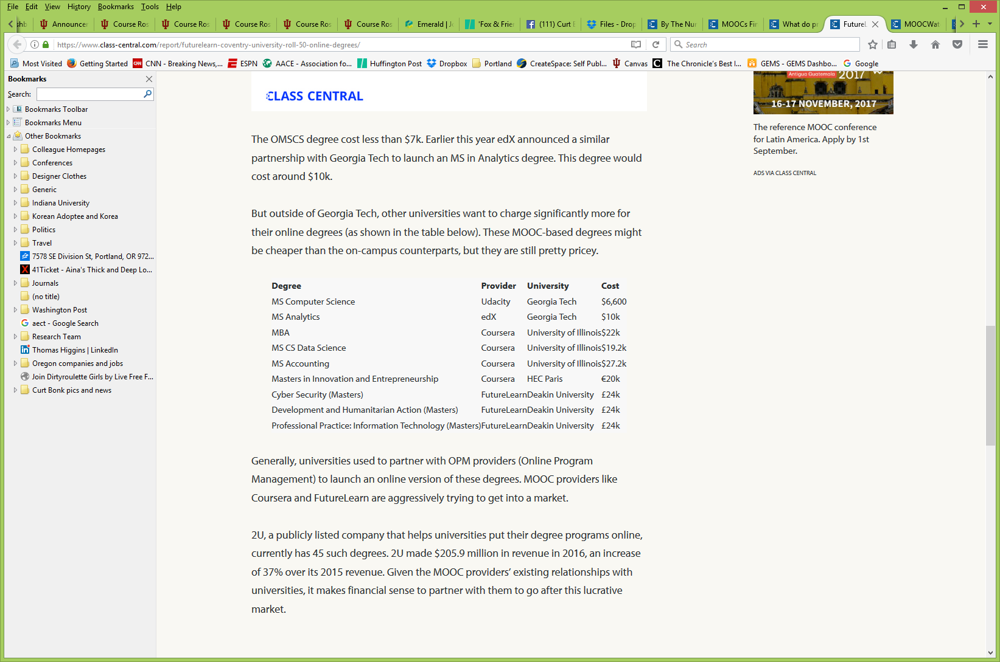 File Edit View History Bookmarks Tools Help
shb Announcer Course Ros Course Ros Course Ros Course Ros Course Ros Emerald | Jo 'Fox & Frier (111) Curt B Files - Drop By The Nur MOOCs Fin What do pr FutureL MOOCWat
https://www.class-central.com/report/futurelearn-coventry-university-roll-50-online-degrees/ Search
Most Visited Getting Started CNN - Breaking News,... ESPN AACE - Association fo... Huffington Post Dropbox Portland CreateSpace: Self Publ... Canvas The Chronicle's Best I... GEMS - GEMS Dashbo... Google
Bookmarks
Search:
Bookmarks Toolbar
Bookmarks Menu
Other Bookmarks
Colleague Homepages
Conferences
Designer Clothes
Generic
Indiana University
Korean Adoptee and Korea
Politics
Travel
7578 SE Division St, Portland, OR 972...
41Ticket - Aina's Thick and Deep Lo...
Journals
(no title)
Washington Post
aect - Google Search
Research Team
Thomas Higgins | LinkedIn
Oregon companies and jobs
Join Dirtyroulette Girls by Live Free F...
Curt Bonk pics and news
CLASS CENTRAL
The OMSCS degree cost less than $7k. Earlier this year edX announced a similar
partnership with Georgia Tech to launch an MS in Analytics degree. This degree would
cost around $10k.
But outside of Georgia Tech, other universities want to charge significantly more for
their online degrees (as shown in the table below). These MOOC-based degrees might
be cheaper than the on-campus counterparts, but they are still pretty pricey.
Degree Provider University Cost
MS Computer Science Udacity Georgia Tech $6,600
MS Analytics edX Georgia Tech $10k
MBA Coursera University of Illinois $22k
MS CS Data Science Coursera University of Illinois $19.2k
MS Accounting Coursera University of Illinois $27.2k
Masters in Innovation and Entrepreneurship Coursera HEC Paris €20k
Cyber Security (Masters) FutureLearn Deakin University £24k
Development and Humanitarian Action (Masters) FutureLearn Deakin University £24k
Professional Practice: Information Technology (Masters) FutureLearn Deakin University £24k
Generally, universities used to partner with OPM providers (Online Program
Management) to launch an online version of these degrees. MOOC providers like
Coursera and FutureLearn are aggressively trying to get into a market.
2U, a publicly listed company that helps universities put their degree programs online,
currently has 45 such degrees. 2U made $205.9 million in revenue in 2016, an increase
of 37% over its 2015 revenue. Given the MOOC providers' existing relationships with
universities, it makes financial sense to partner with them to go after this lucrative
market.
Antigua Guatemala 2017
16-17 NOVEMBER, 2017
The reference MOOC conference
for Latin America. Apply by 1st
September.
ADS VIA CLASS CENTRAL